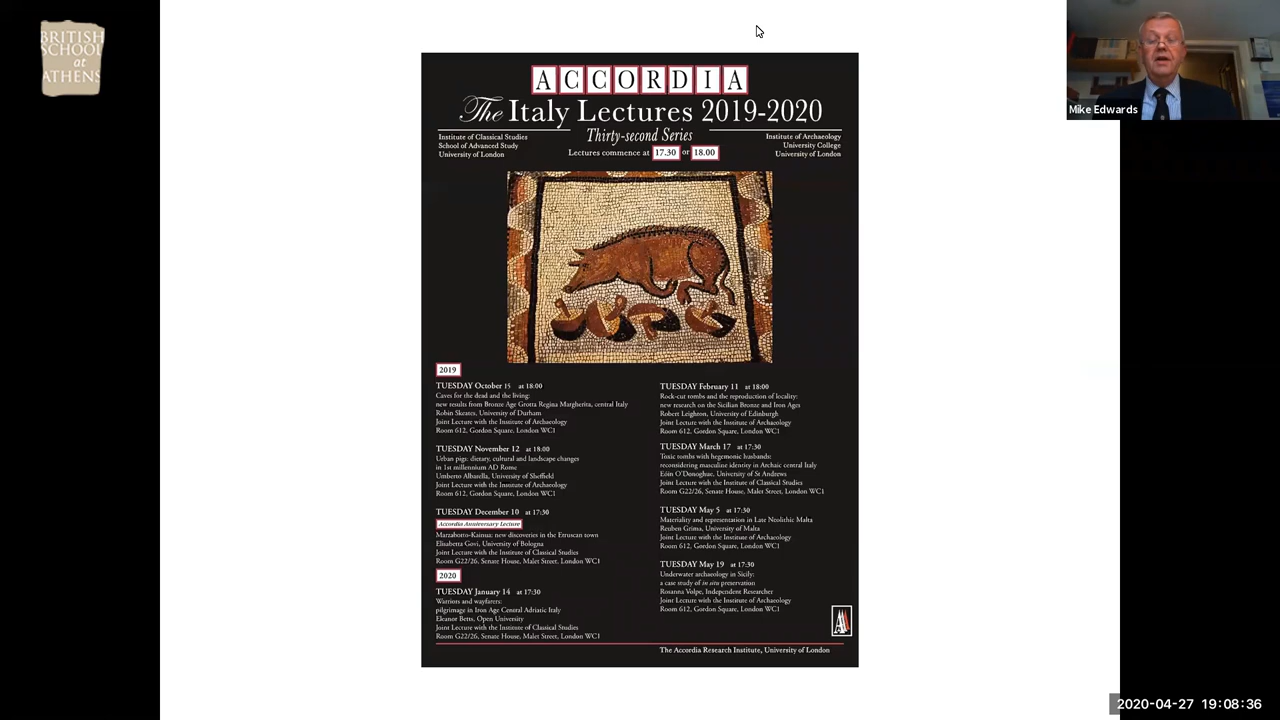 BRITISH
SCHOOL
at
ATHENS
Mike Edwards
ACCORDIA
The Italy Lectures 2019-2020
Thirty-second Series
Institute of Classical Studies
School of Advanced Study
University of London
Lectures commence at 17.30 or 18.00
Institute of Archaeology
University College
University of London
2019
TUESDAY October 15 at 18:00
Caves for the dead and the living:
new results from Bronze Age Grotta Regina Margherita, central Italy
Robin Skeates, University of Durham
Joint Lecture with the Institute of Archaeology
Room 612, Gordon Square, London WC1
TUESDAY November 12 at 18.00
Urban pigs: dietary, cultural and landscape changes
in 1st millennium AD Rome
Umberto Albarella, University of Sheffield
Joint Lecture with the Institute of Archaeology
Room 612, Gordon Square, London WC1
TUESDAY December 10 at 17:30
Accordia Anniversary Lecture
Marzabotto-Kainua: new discoveries in the Etruscan town
Elisabetta Govi, University of Bologna
Joint Lecture with the Institute of Classical Studies
Room G22/26, Senate House, Malet Street, London WC1
2020
TUESDAY January 14 at 17:30
Warriors and wayfarers:
pilgrimage in Iron Age Central Adriatic Italy
Eleanor Betts, Open University
Joint Lecture with the Institute of Classical Studies
Room G22/26, Senate House, Malet Street, London WC1
TUESDAY February 11 at 18:00
Rock-cut tombs and the reproduction of locality:
new research on the Sicilian Bronze and Iron Ages
Robert Leighton, University of Edinburgh
Joint Lecture with the Institute of Archaeology
Room 612, Gordon Square, London WC1
TUESDAY March 17 at 17:30
Toxic tombs with hegemonic husbands:
reconsidering masculine identity in Archaic central Italy
Eóin O'Donoghue, University of St Andrews
Joint Lecture with the Institute of Classical Studies
Room G22/26, Senate House, Malet Street, London WC1
TUESDAY May 5 at 17:30
Materiality and representation in Late Neolithic Malta
Reuben Grima, University of Malta
Joint Lecture with the Institute of Archaeology
Room 612, Gordon Square, London WC1
TUESDAY May 19 at 17:30
Underwater archaeology in Sicily:
a case study of in situ preservation
Rosanna Volpe, Independent Researcher
Joint Lecture with the Institute of Archaeology
Room 612, Gordon Square, London WC1
The Accordia Research Institute, University of London
2020-04-27 19:08:36